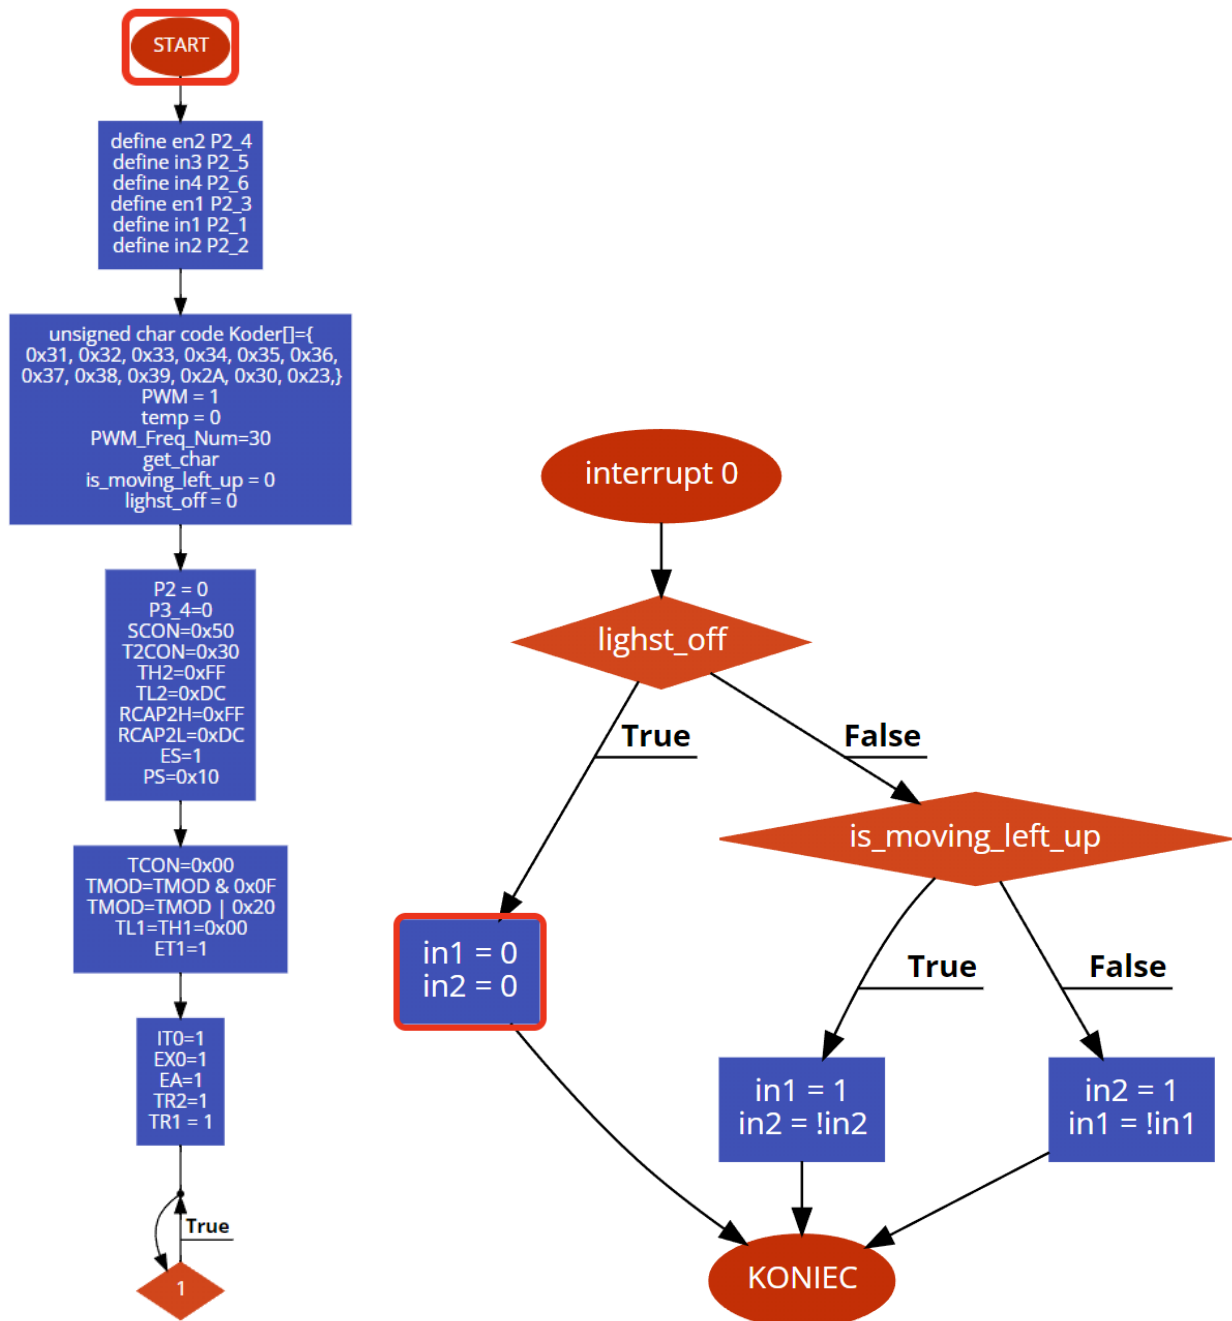 START
define en2 P2_4
define in3 P2_5
define in4 P2_6
define en1 P2_3
define in1 P2_1
define in2 P2_2
unsigned char code Koder[]={
0x31, 0x32, 0x33, 0x34, 0x35, 0x36,
0x37, 0x38, 0x39, 0x2A, 0x30, 0x23,}
PWM = 1
temp = 0
PWM_Freq_Num=30
get_char
is_moving_left_up = 0
lighst_off = 0
P2 = 0
P3_4=0
SCON=0x50
T2CON=0x30
TH2=0xFF
TL2=0xDC
RCAP2H=0xFF
RCAP2L=0xDC
ES=1
PS=0x10
TCON=0x00
TMOD=TMOD & 0x0F
TMOD=TMOD | 0x20
TL1=TH1=0x00
ET1=1
IT0=1
EX0=1
EA=1
TR2=1
TR1 = 1
True
1
interrupt 0
lighst_off
True
False
is_moving_left_up
in1 = 0
in2 = 0
True
False
in1 = 1
in2 = !in2
in2 = 1
in1 = !in1
KONIEC